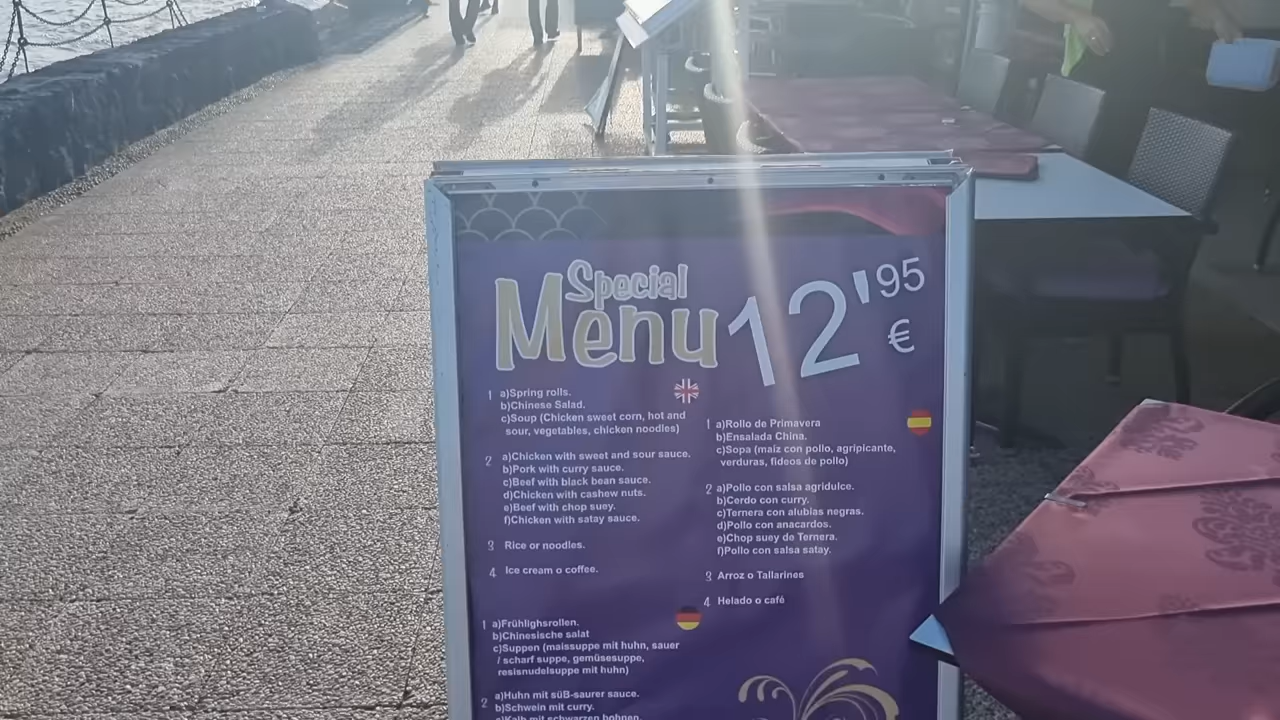 Special
Menu 12'95
€
1 a)Spring rolls.
b)Chinese Salad.
c)Soup (Chicken sweet corn, hot and
sour, vegetables, chicken noodles)
2 a)Chicken with sweet and sour sauce.
b)Pork with curry sauce.
c)Beef with black bean sauce.
d)Chicken with cashew nuts.
e)Beef with chop suey.
f)Chicken with satay sauce.
3 Rice or noodles.
4 Ice cream o coffee.
1 a)Rollo de Primavera
b)Ensalada China.
c)Sopa (maiz con pollo, agripicante,
verduras, fideos de pollo)
2 a)Pollo con salsa agridulce.
b)Cerdo con curry.
c)Ternera con alubias negras.
d)Pollo con anacardos.
e)Chop suey de Ternera.
f)Pollo con salsa satay.
3 Arroz o Tallarines
4 Helado o café
1 a)Frühlighsrollen.
b)Chinesische salat
c)Suppen (maissuppe mit huhn, sauer
/ scharf suppe, gemüsesuppe,
resisnudelsuppe mit huhn)
2 a)Huhn mit süB-saurer sauce.
b)Schwein mit curry.
c)Kalb mit schwarzen bohnen.